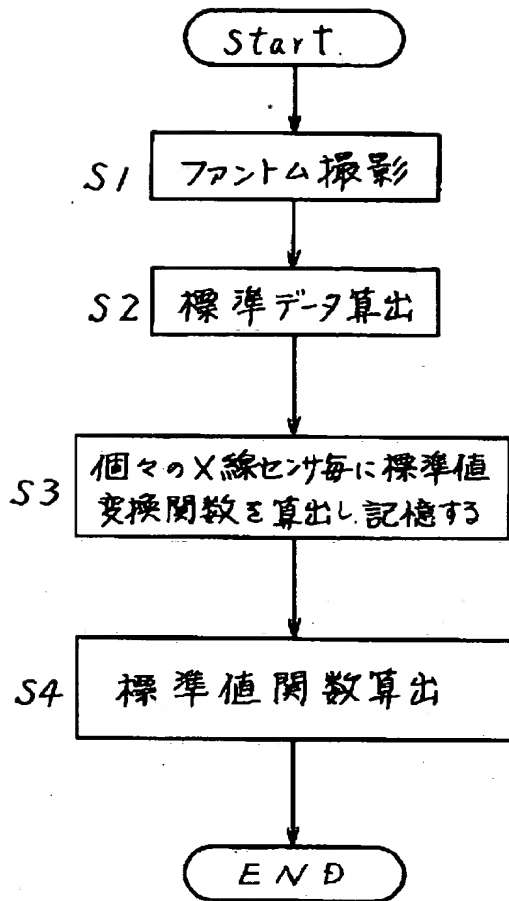 Start.
S1 ファントム撮影
S2 標準データ算出
S3 個々のX線センサ毎に標準値
変換関数を算出し、記憶する
S4 標準値関数算出
END